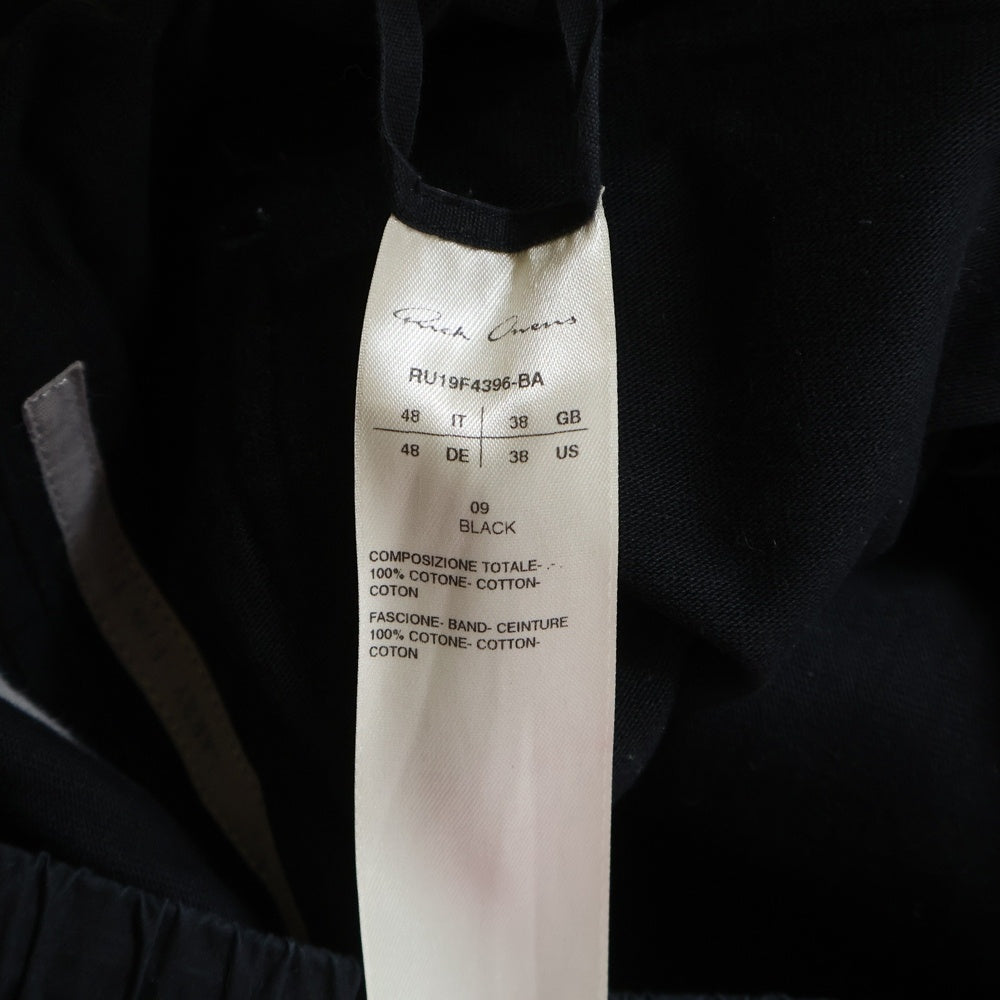 Rick Owens
RU19F4396-BA
48 IT 38 GB
48 DE 38 US
09
BLACK
COMPOSIZIONE TOTALE-
100% COTONE- COTTON-
COTON
FASCIONE- BAND- CEINTURE
100% COTONE- COTTON-
COTON